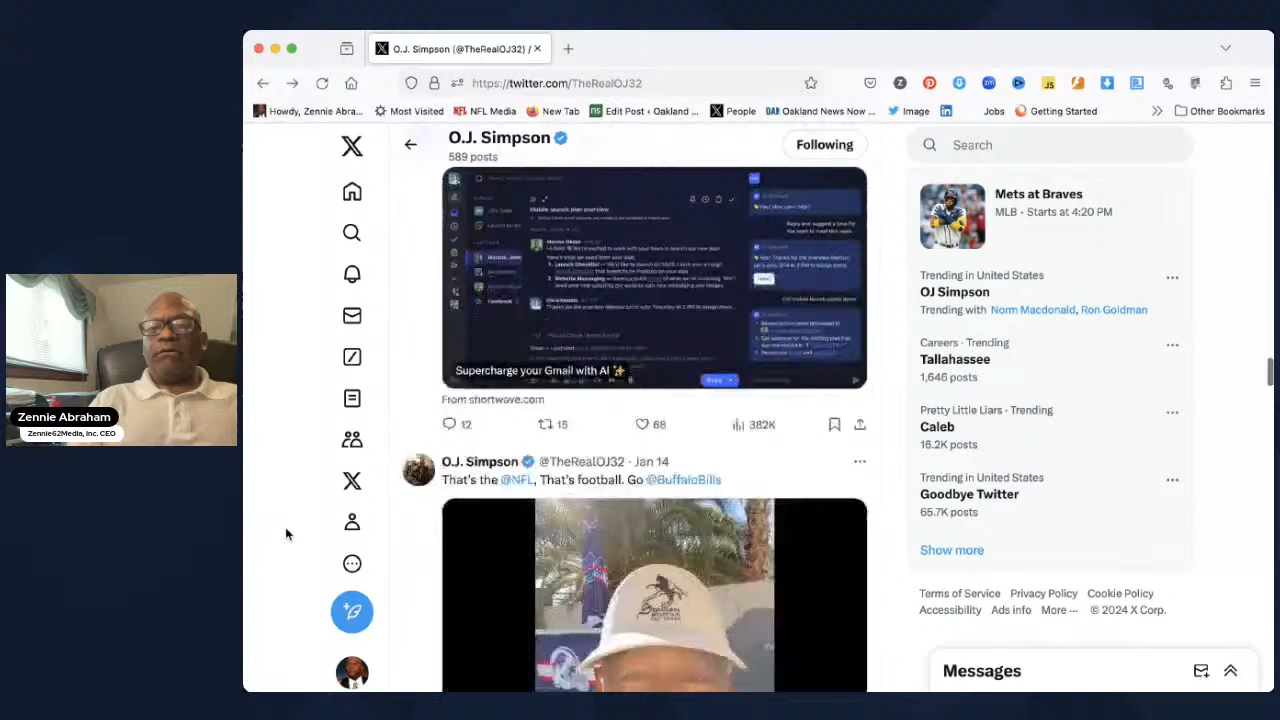 O.J. Simpson (@TheRealOJ32) /
https://twitter.com/TheRealOJ32
Howdy, Zennie Abra...
Most Visited
NFL Media
New Tab
Edit Post ‹ Oakland ...
People
Oakland News Now ...
Image
Jobs
Getting Started
Other Bookmarks
O.J. Simpson
589 posts
Following
Search
Mobile launch plan overview
Supercharge your Gmail with AI ✨
From shortwave.com
12
15
68
382K
O.J. Simpson @TheRealOJ32 · Jan 14
That's the @NFL, That's football. Go @BuffaloBills
Mets at Braves
MLB • Starts at 4:20 PM
Trending in United States
OJ Simpson
Trending with Norm Macdonald, Ron Goldman
Careers · Trending
Tallahassee
1,646 posts
Pretty Little Liars · Trending
Caleb
16.2K posts
Trending in United States
Goodbye Twitter
65.7K posts
Show more
Terms of Service Privacy Policy Cookie Policy
Accessibility Ads info More ··· © 2024 X Corp.
Messages
Zennie Abraham
Zennie62Media, Inc. CEO